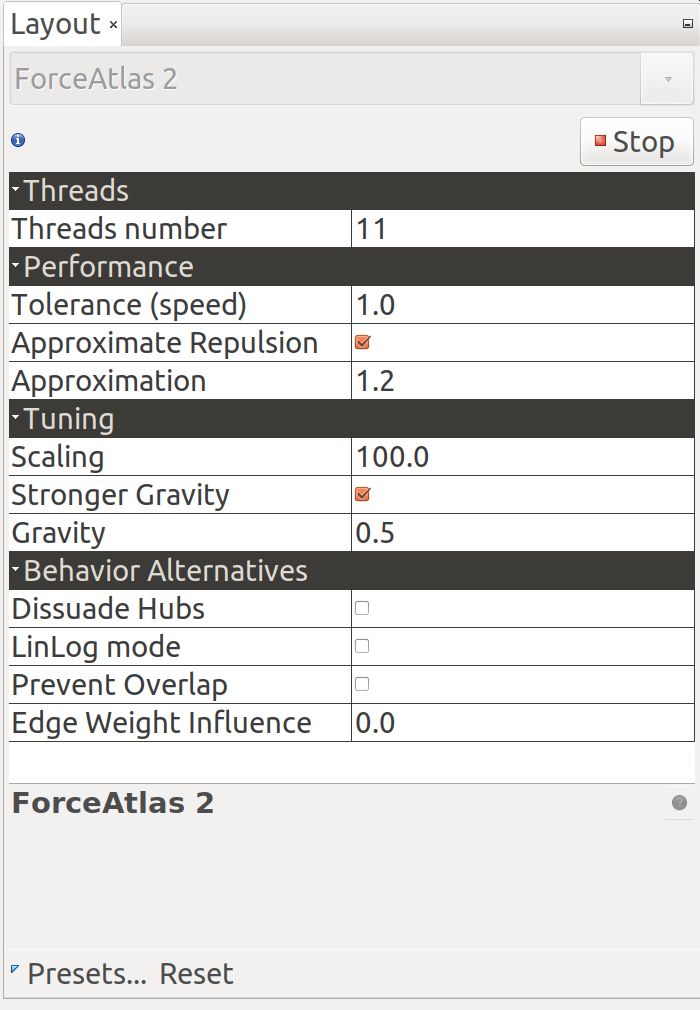 Layout
ForceAtlas 2
Stop
Threads
Threads number 11
Performance
Tolerance (speed) 1.0
Approximate Repulsion
Approximation 1.2
Tuning
Scaling 100.0
Stronger Gravity
Gravity 0.5
Behavior Alternatives
Dissuade Hubs
LinLog mode
Prevent Overlap
Edge Weight Influence 0.0
ForceAtlas 2
Presets... Reset